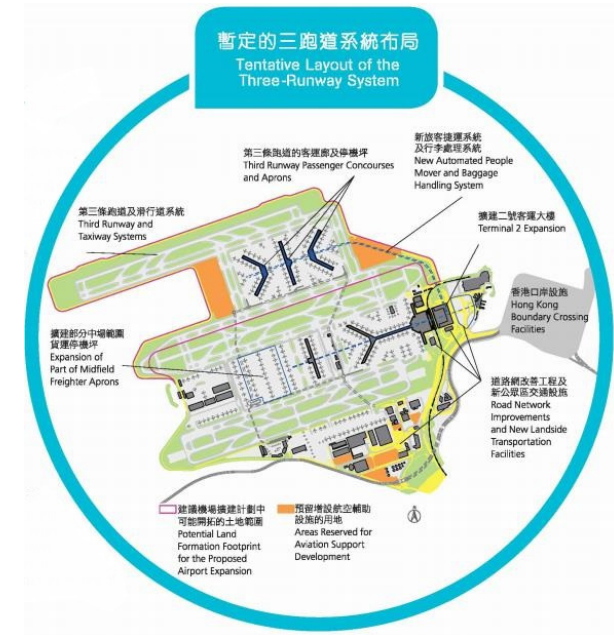 暫定的三跑道系統布局
Tentative Layout of the
Three-Runway System
新旅客捷運系統
及行李處理系統
New Automated People
Mover and Baggage
Handling System
第三條跑道的客運廊及停機坪
Third Runway Passenger Concourses
and Aprons
第三條跑道及滑行道系統
Third Runway and
Taxiway Systems
擴建二號客運大樓
Terminal 2 Expansion
香港口岸設施
Hong Kong
Boundary Crossing
Facilities
擴建部分中場範圍
貨運停機坪
Expansion of
Part of Midfield
Freighter Aprons
道路網改善工程及
新公眾區交通設施
Road Network
Improvements
and New Landside
Transportation
Facilities
建議機場擴建計劃中
可能開拓的土地範圍
Potential Land
Formation Footprint
for the Proposed
Airport Expansion
預留增設航空輔助
設施的用地
Areas Reserved for
Aviation Support
Development